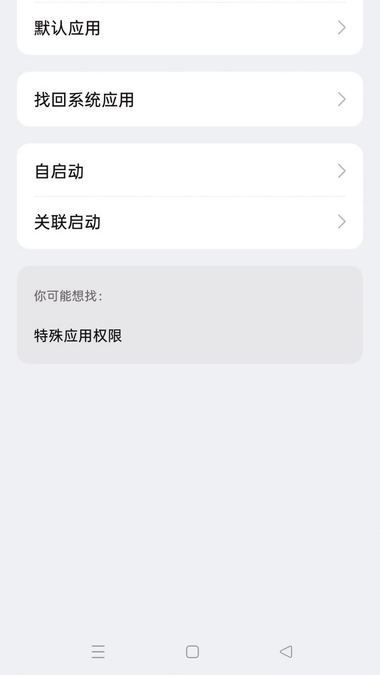 默认应用
找回系统应用
自启动
关联启动
你可能想找：
特殊应用权限